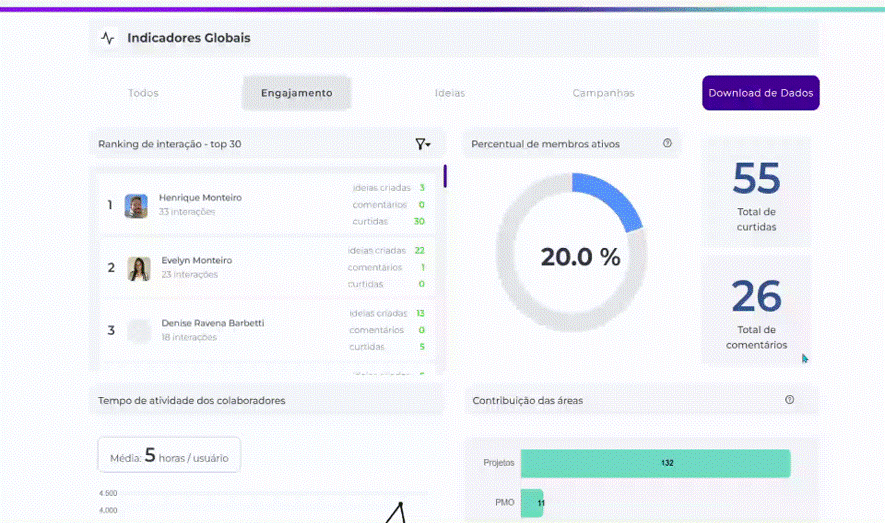 Indicadores Globais
Todos
Engajamento
Ideias
Campanhas
Download de Dados
Ranking de interação - top 30
1
Henrique Monteiro
33 interações
ideias criadas 3
comentários 0
curtidas 30
2
Evelyn Monteiro
23 interações
ideias criadas 22
comentários 1
curtidas 0
3
Denise Ravena Barbetti
18 interações
ideias criadas 13
comentários 0
curtidas 5
Percentual de membros ativos
20.0 %
55
Total de
curtidas
26
Total de
comentários
Tempo de atividade dos colaboradores
Média: 5 horas / usuário
4.500
4,000
Contribuição das áreas
Projetos 132
PMO 11